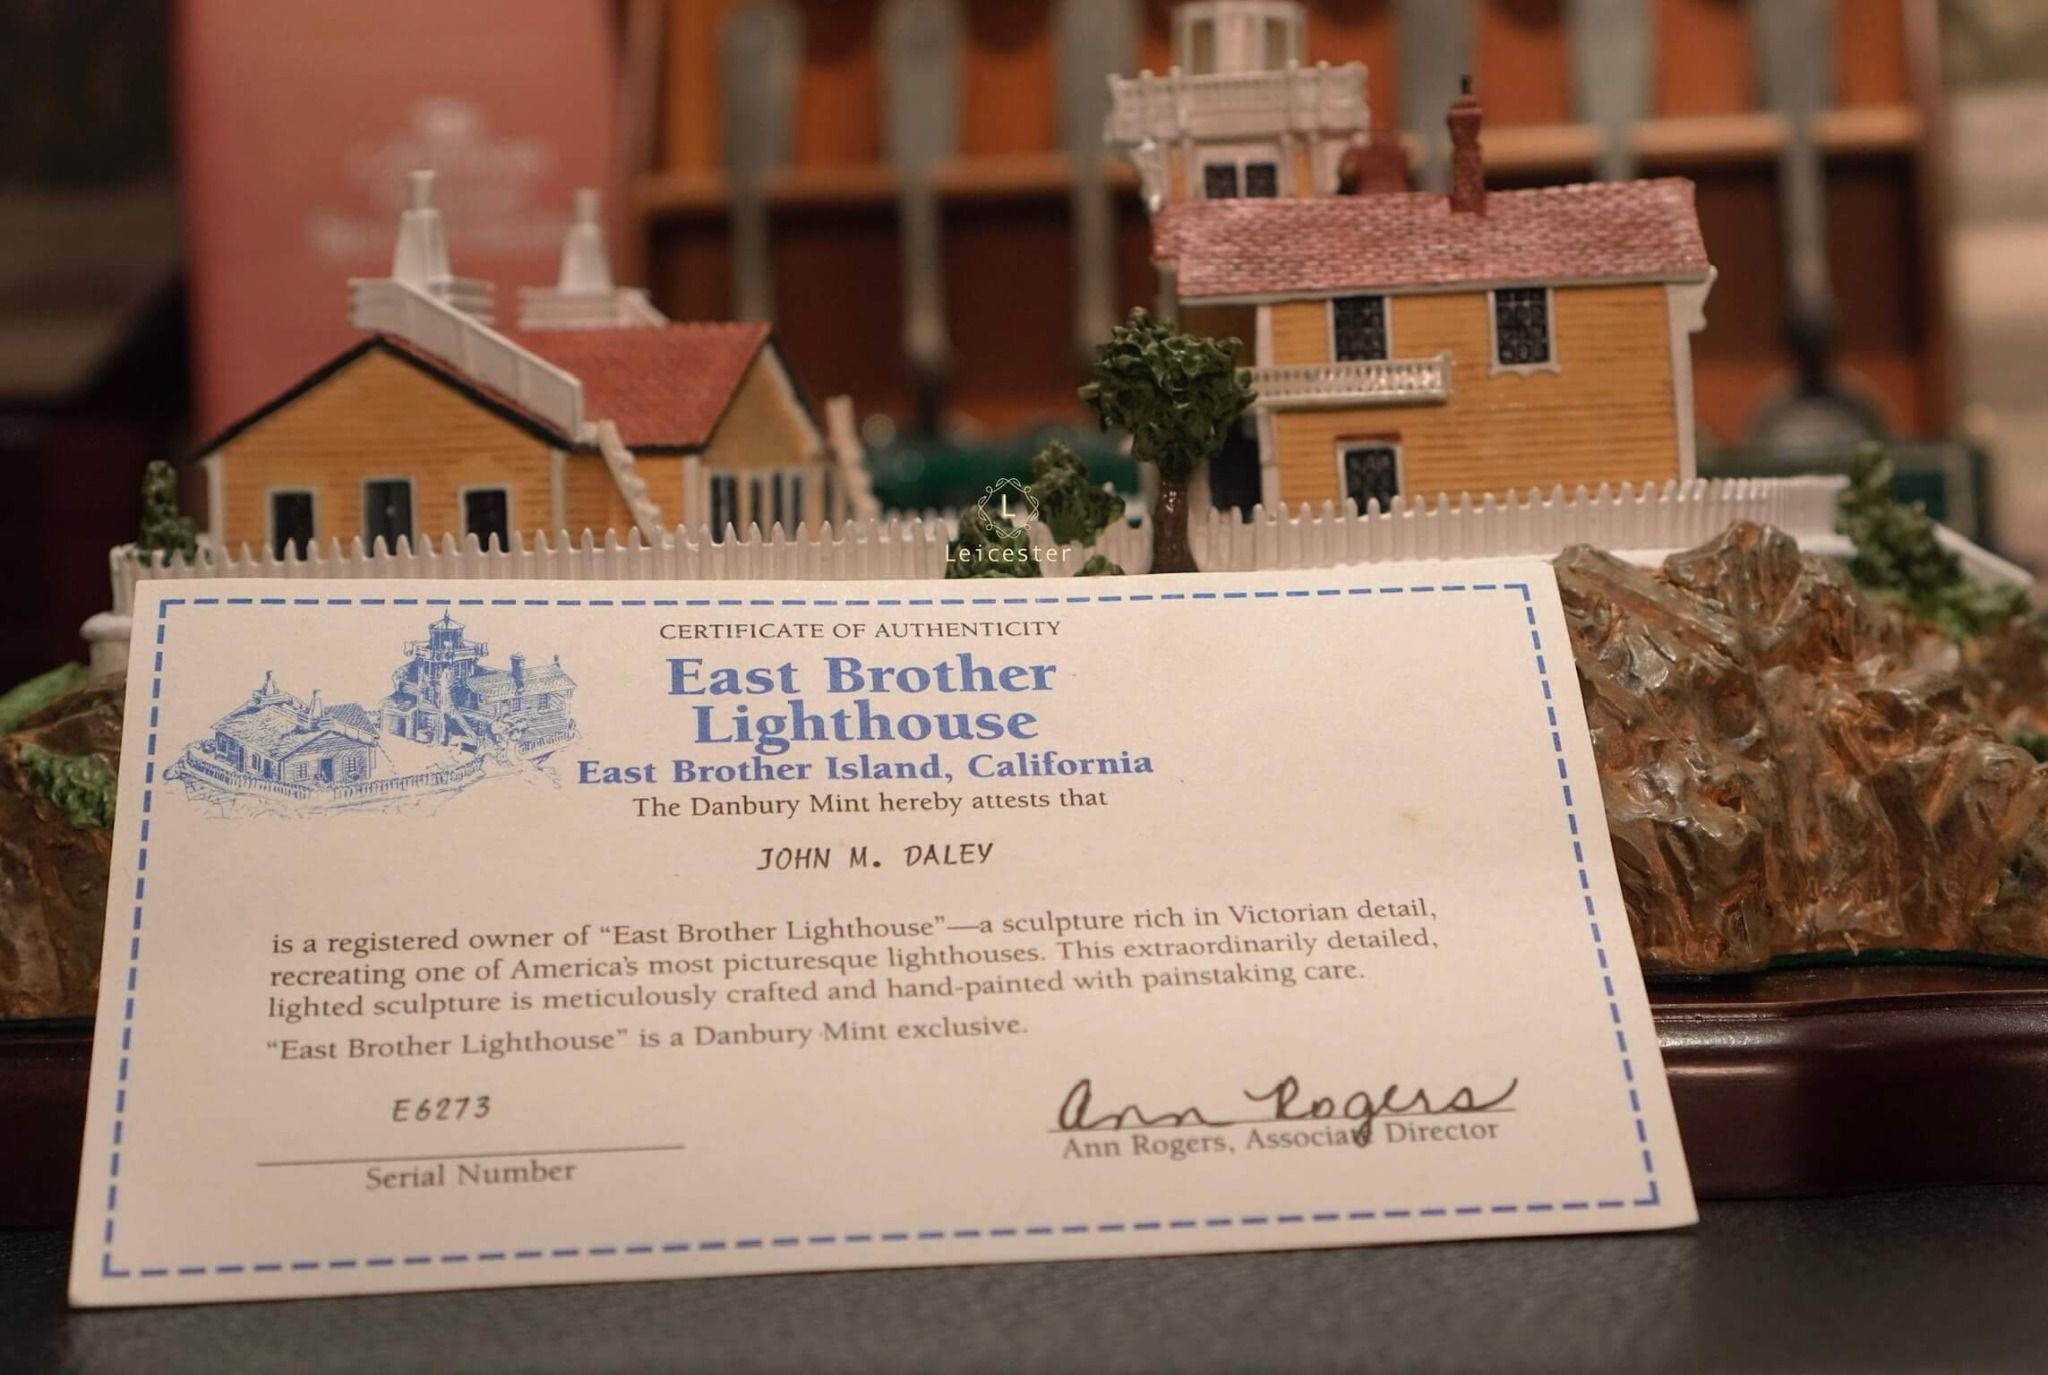 L
Leicester
CERTIFICATE OF AUTHENTICITY
East Brother
Lighthouse
East Brother Island, California
The Danbury Mint hereby attests that
JOHN M. DALEY
is a registered owner of “East Brother Lighthouse”—a sculpture rich in Victorian detail,
recreating one of America’s most picturesque lighthouses. This extraordinarily detailed,
lighted sculpture is meticulously crafted and hand-painted with painstaking care.
“East Brother Lighthouse” is a Danbury Mint exclusive.
E6273
Serial Number
Ann Rogers
Ann Rogers, Associate Director